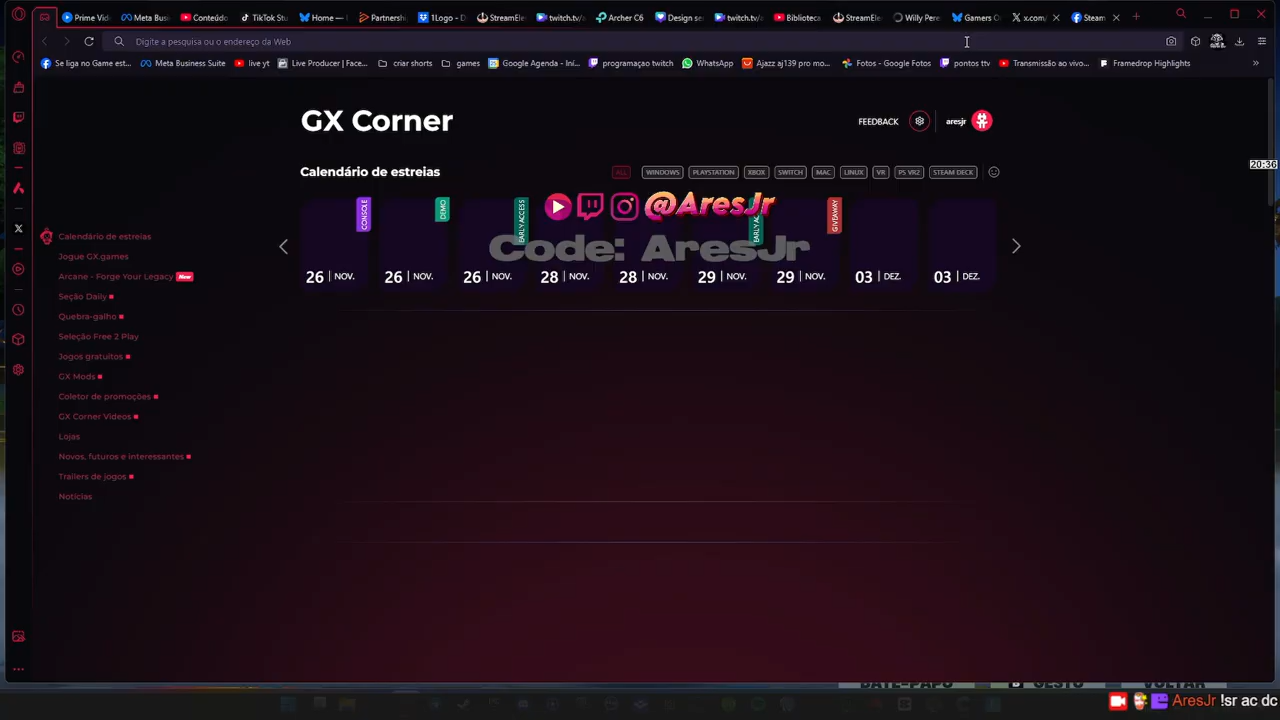 Prime Vid
Meta Busi
Conteúdo
TikTok Stu
Home —
Partnersh
1Logo - D
StreamEle
twitch.tv/a
Archer C6
Design se
twitch.tv/a
Biblioteca
StreamEle
Willy Pere
Gamers O
x.com/
Steam
Digite a pesquisa ou o endereço da Web
Se liga no Game est...
Meta Business Suite
live yt
Live Producer | Face...
criar shorts
games
Google Agenda - Iní...
programaçao twitch
WhatsApp
Ajazz aj139 pro mo...
Fotos - Google Fotos
pontos ttv
Transmissão ao vivo...
Framedrop Highlights
GX Corner
FEEDBACK
aresjr
20:36
Calendário de estreias
ALL
WINDOWS
PLAYSTATION
XBOX
SWITCH
MAC
LINUX
VR
PS VR2
STEAM DECK
@AresJr
Code: AresJr
CONSOLE
DEMO
EARLY ACCESS
EARLY AC
GIVEAWAY
26 | NOV.
26 | NOV.
26 | NOV.
28 | NOV.
28 | NOV.
29 | NOV.
29 | NOV.
03 | DEZ.
03 | DEZ.
Calendário de estreias
Jogue GX.games
Arcane - Forge Your Legacy New
Seção Daily
Quebra-galho
Seleção Free 2 Play
Jogos gratuitos
GX Mods
Coletor de promoções
GX Corner Videos
Lojas
Novos, futuros e interessantes
Trailers de jogos
Notícias
BATE-PAPO
GESTO
VOLTAR
AresJr !sr ac dc